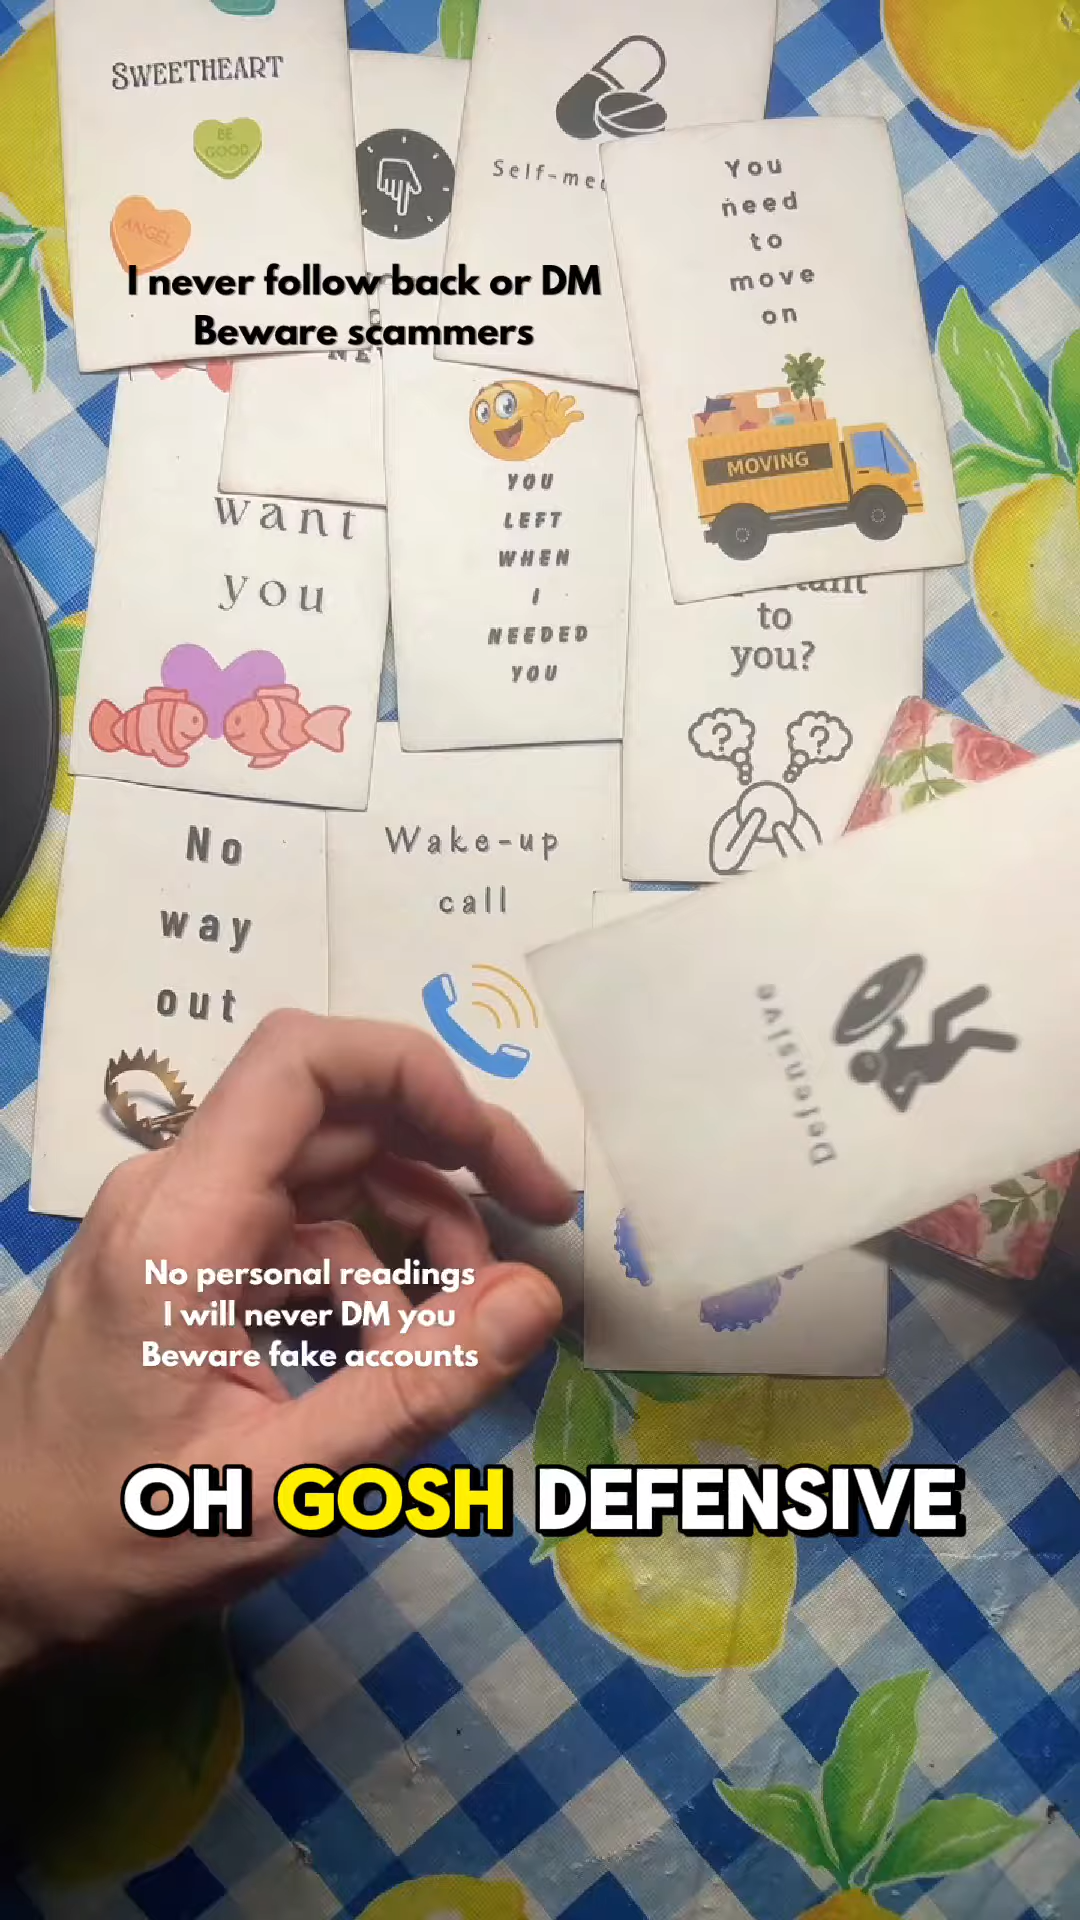 SWEETHEART
BE
GOOD
ANGEL
Self-me
You
need
to
move
on
MOVING
I never follow back or DM
Beware scammers
want
you
YOU
LEFT
WHEN
I
NEEDED
YOU
to
you?
No
way
out
Wake-up
call
Defensive
No personal readings
I will never DM you
Beware fake accounts
OH GOSH DEFENSIVE